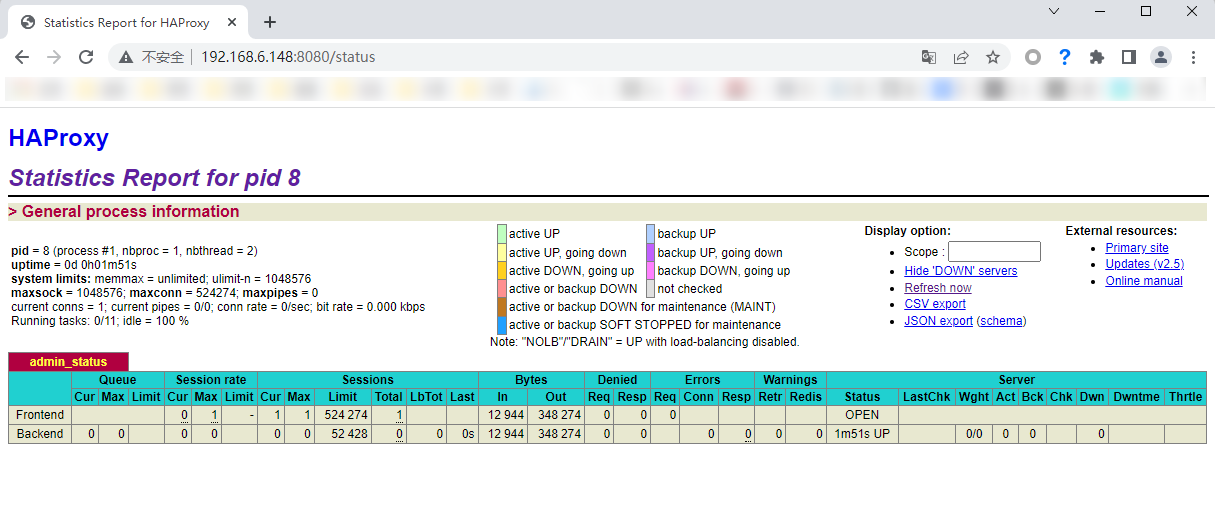 Statistics Report for HAProxy
不安全 192.168.6.148:8080/status
HAProxy
Statistics Report for pid 8
> General process information
pid = 8 (process #1, nbproc = 1, nbthread = 2)
uptime = 0d 0h01m51s
system limits: memmax = unlimited; ulimit-n = 1048576
maxsock = 1048576; maxconn = 524274; maxpipes = 0
current conns = 1; current pipes = 0/0; conn rate = 0/sec; bit rate = 0.000 kbps
Running tasks: 0/11; idle = 100 %
active UP backup UP
active UP, going down backup UP, going down
active DOWN, going up backup DOWN, going up
active or backup DOWN not checked
active or backup DOWN for maintenance (MAINT)
active or backup SOFT STOPPED for maintenance
Note: "NOLB"/"DRAIN" = UP with load-balancing disabled.
Display option:
Scope :
Hide 'DOWN' servers
Refresh now
CSV export
JSON export (schema)
External resources:
Primary site
Updates (v2.5)
Online manual
admin_status
Queue Session rate Sessions Bytes Denied Errors Warnings Server
Cur Max Limit Cur Max Limit Cur Max Limit Total LbTot Last In Out Req Resp Req Conn Resp Retr Redis Status LastChk Wght Act Bck Chk Dwn Dwntme Thrtle
Frontend 0 1 - 1 1 524 274 1 12 944 348 274 0 0 0 OPEN
Backend 0 0 0 0 0 0 52 428 0 0 0s 12 944 348 274 0 0 0 0 0 0 1m51s UP 0/0 0 0 0